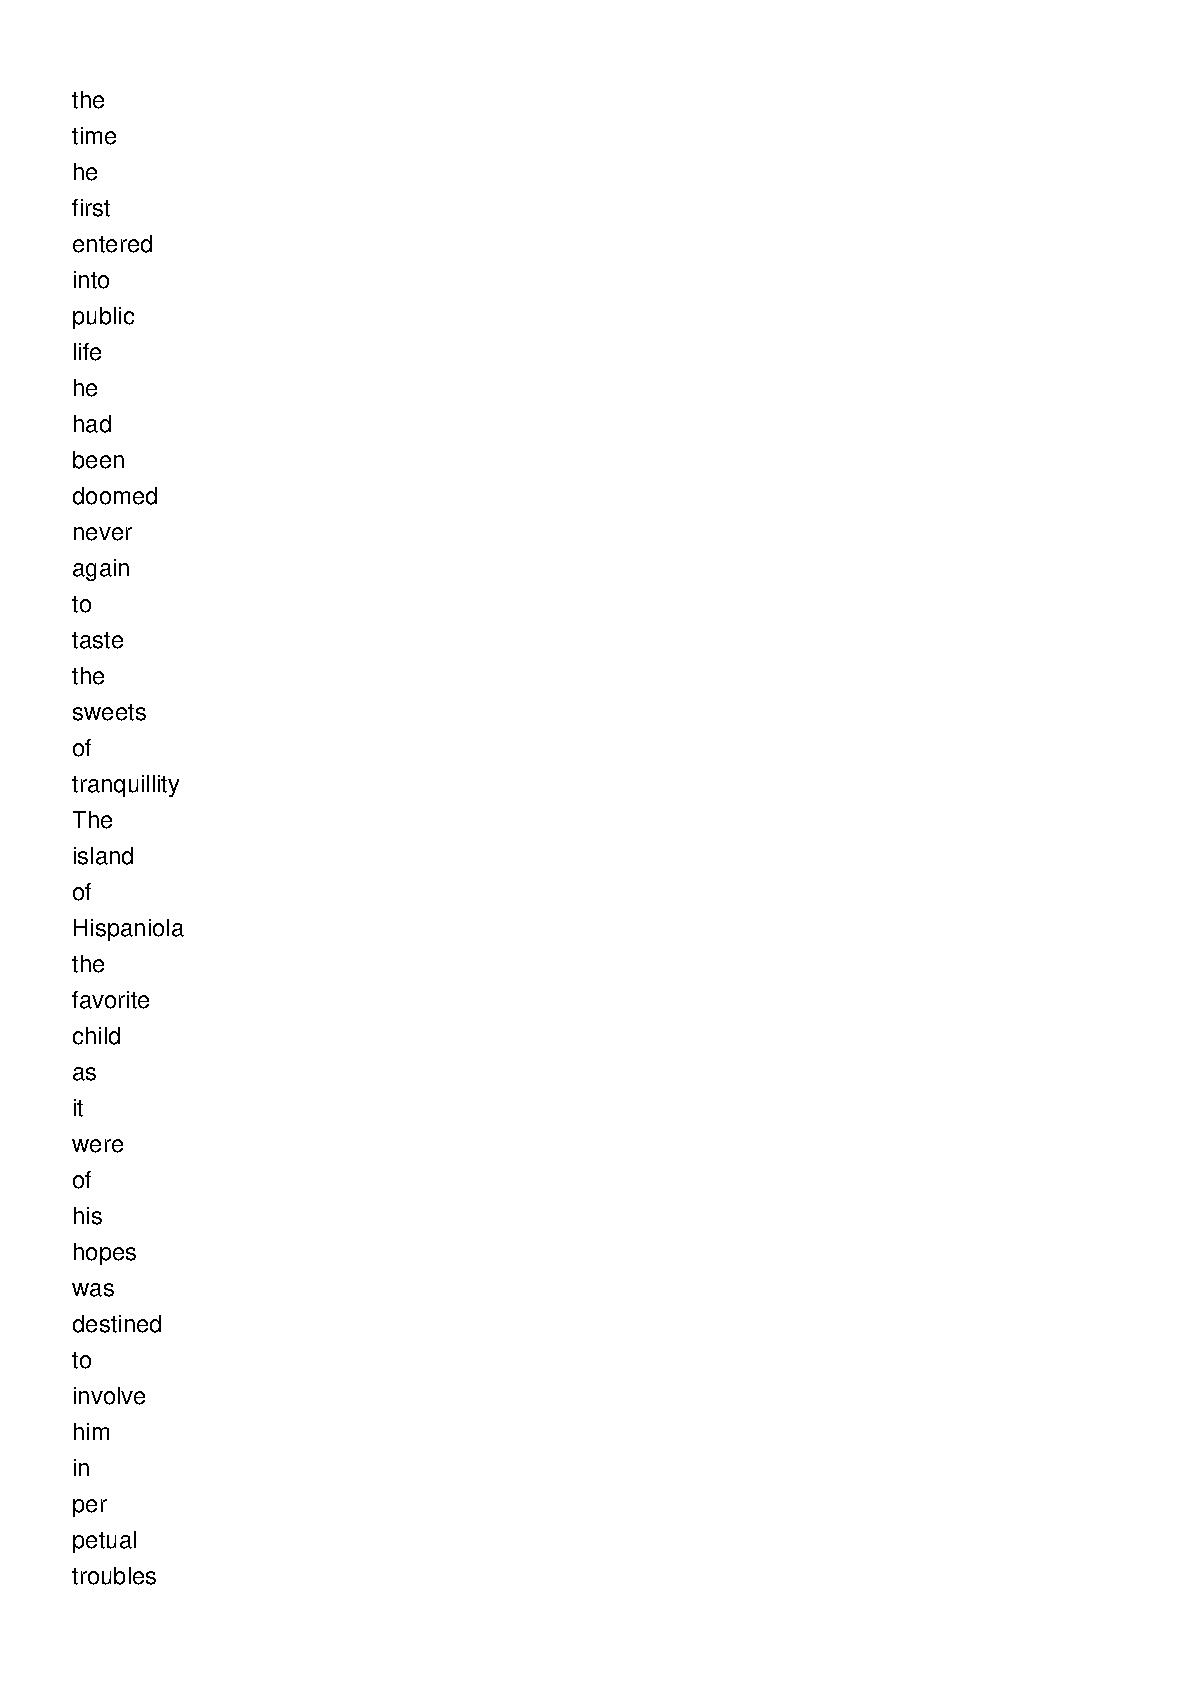 the
time
he
first
entered
into
public
life
he
had
been
doomed
never
again
to
taste
the
sweets
of
tranquillity
The
island
of
Hispaniola
the
favorite
child
as
it
were
of
his
hopes
was
destined
to
involve
him
in
per
petual
troubles